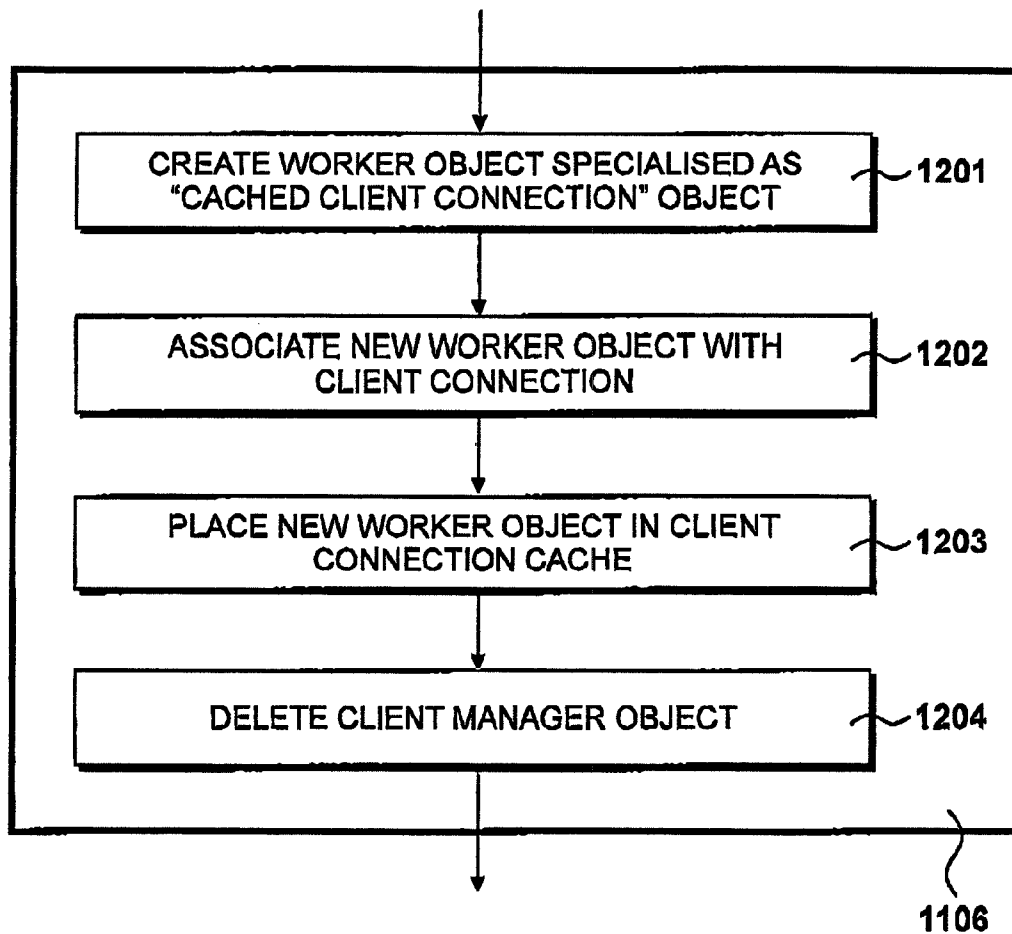 CREATE WORKER OBJECT SPECIALISED AS
"CACHED CLIENT CONNECTION" OBJECT
1201
ASSOCIATE NEW WORKER OBJECT WITH
CLIENT CONNECTION
1202
PLACE NEW WORKER OBJECT IN CLIENT
CONNECTION CACHE
1203
DELETE CLIENT MANAGER OBJECT
1204
1106